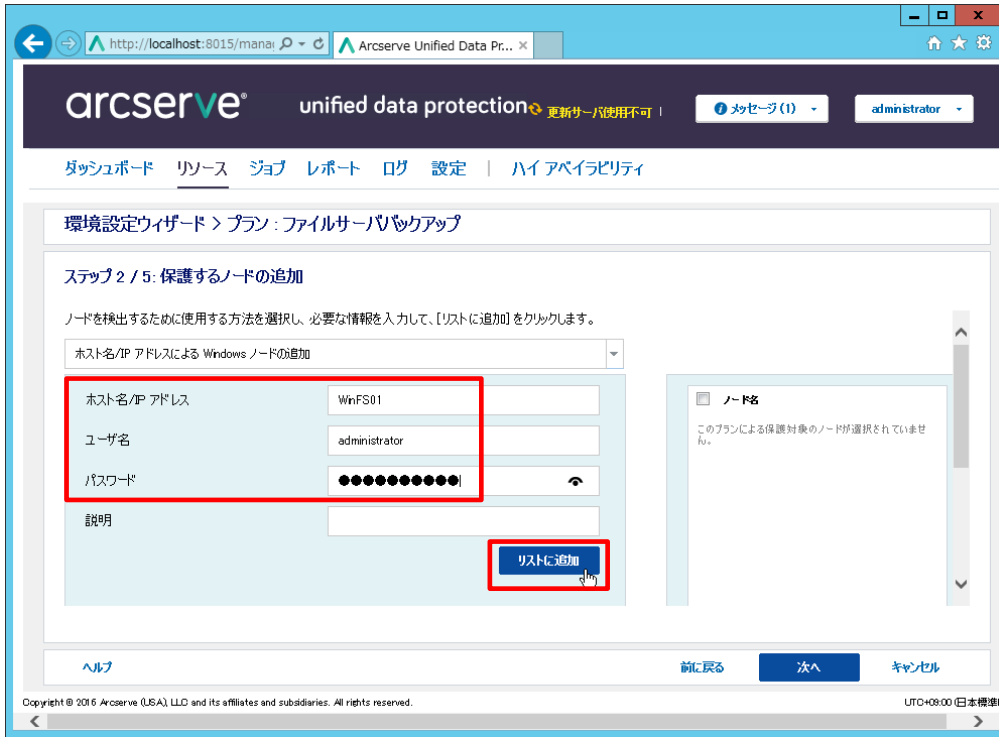 http://localhost:8015/mana
Arcserve Unified Data Pr...
arcserve® unified data protection 更新サーバ使用不可 | メッセージ (1) administrator
ダッシュボード リソース ジョブ レポート ログ 設定 | ハイ アベイラビリティ
環境設定ウィザード > プラン : ファイルサーババックアップ
ステップ 2 / 5: 保護するノードの追加
ノードを検出するために使用する方法を選択し、必要な情報を入力して、[リストに追加] をクリックします。
ホスト名/IP アドレスによる Windows ノードの追加
ホスト名/IP アドレス WinFS01
ユーザ名 administrator
パスワード ●●●●●●●●●●
説明
リストに追加
ノード名
このプランによる保護対象のノードが選択されていませ
ん。
ヘルプ 前に戻る 次へ キャンセル
Copyright © 2016 Arcserve (USA), LLC and its affiliates and subsidiaries. All rights reserved. UTC+09:00 (日本標準